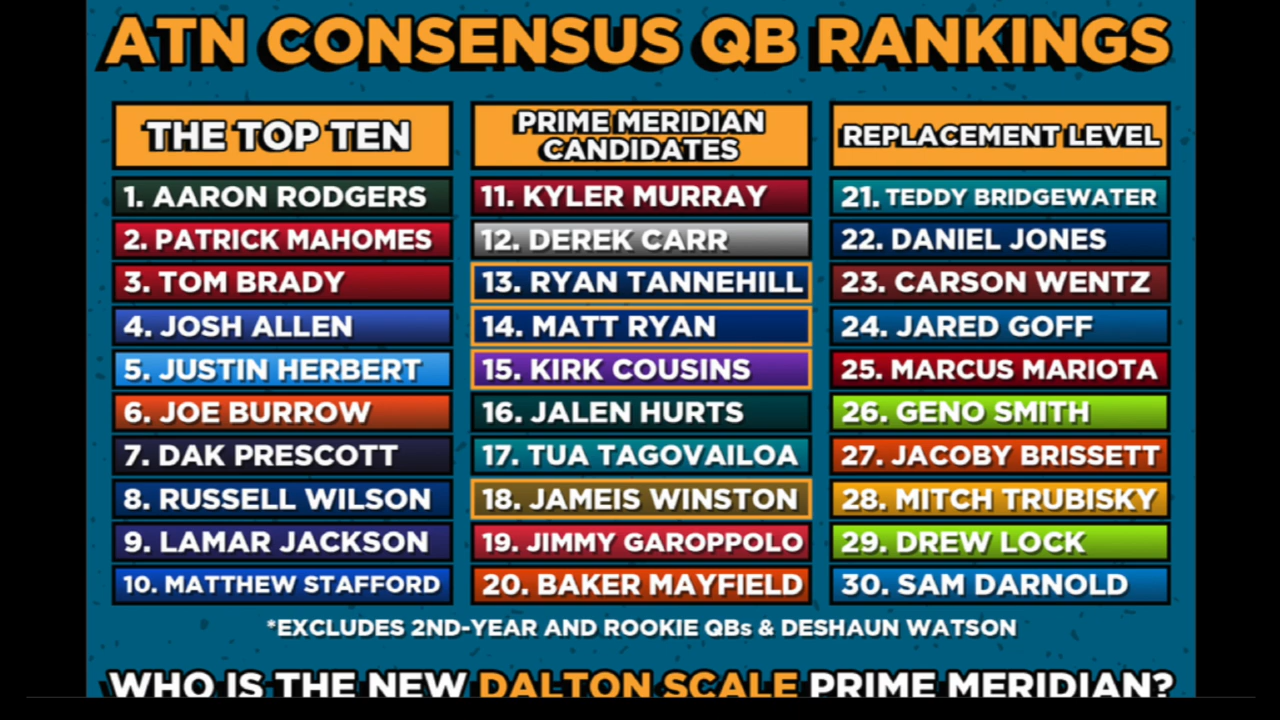 ATN CONSENSUS QB RANKINGS
THE TOP TEN
1. AARON RODGERS
2. PATRICK MAHOMES
3. TOM BRADY
4. JOSH ALLEN
5. JUSTIN HERBERT
6. JOE BURROW
7. DAK PRESCOTT
8. RUSSELL WILSON
9. LAMAR JACKSON
10. MATTHEW STAFFORD
PRIME MERIDIAN
CANDIDATES
11. KYLER MURRAY
12. DEREK CARR
13. RYAN TANNEHILL
14. MATT RYAN
15. KIRK COUSINS
16. JALEN HURTS
17. TUA TAGOVAILOA
18. JAMEIS WINSTON
19. JIMMY GAROPPOLO
20. BAKER MAYFIELD
REPLACEMENT LEVEL
21. TEDDY BRIDGEWATER
22. DANIEL JONES
23. CARSON WENTZ
24. JARED GOFF
25. MARCUS MARIOTA
26. GENO SMITH
27. JACOBY BRISSETT
28. MITCH TRUBISKY
29. DREW LOCK
30. SAM DARNOLD
*EXCLUDES 2ND-YEAR AND ROOKIE QBs & DESHAUN WATSON
WHO IS THE NEW DALTON SCALE PRIME MERIDIAN?